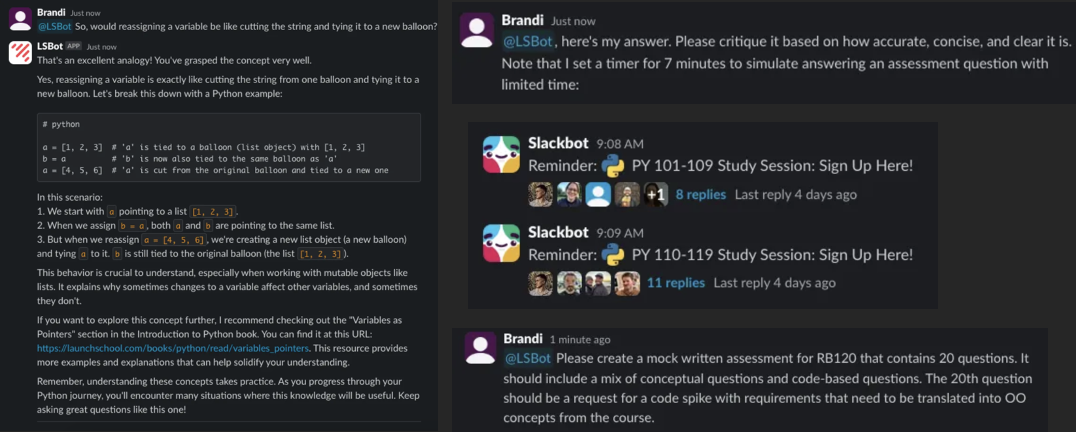 Brandi Just now
@LSBot So, would reassigning a variable be like cutting the string and tying it to a new balloon?
LSBot APP Just now
That's an excellent analogy! You've grasped the concept very well.
Yes, reassigning a variable is exactly like cutting the string from one balloon and tying it to a
new balloon. Let's break this down with a Python example:
# python
a = [1, 2, 3]  # 'a' is tied to a balloon (list object) with [1, 2, 3]
b = a          # 'b' is now also tied to the same balloon as 'a'
a = [4, 5, 6]  # 'a' is cut from the original balloon and tied to a new one
In this scenario:
1. We start with a pointing to a list [1, 2, 3].
2. When we assign b = a, both a and b are pointing to the same list.
3. But when we reassign a = [4, 5, 6], we're creating a new list object (a new balloon)
and tying a to it. b is still tied to the original balloon (the list [1, 2, 3]).
This behavior is crucial to understand, especially when working with mutable objects like
lists. It explains why sometimes changes to a variable affect other variables, and sometimes
they don't.
If you want to explore this concept further, I recommend checking out the "Variables as
Pointers" section in the Introduction to Python book. You can find it at this URL:
https://launchschool.com/books/python/read/variables_pointers. This resource provides
more examples and explanations that can help solidify your understanding.
Remember, understanding these concepts takes practice. As you progress through your
Python journey, you'll encounter many situations where this knowledge will be useful. Keep
asking great questions like this one!
Brandi Just now
@LSBot, here's my answer. Please critique it based on how accurate, concise, and clear it is.
Note that I set a timer for 7 minutes to simulate answering an assessment question with
limited time:
Slackbot 9:08 AM
Reminder: PY 101-109 Study Session: Sign Up Here!
+1 8 replies Last reply 4 days ago
Slackbot 9:09 AM
Reminder: PY 110-119 Study Session: Sign Up Here!
11 replies Last reply 4 days ago
Brandi 1 minute ago
@LSBot Please create a mock written assessment for RB120 that contains 20 questions. It
should include a mix of conceptual questions and code-based questions. The 20th question
should be a request for a code spike with requirements that need to be translated into OO
concepts from the course.